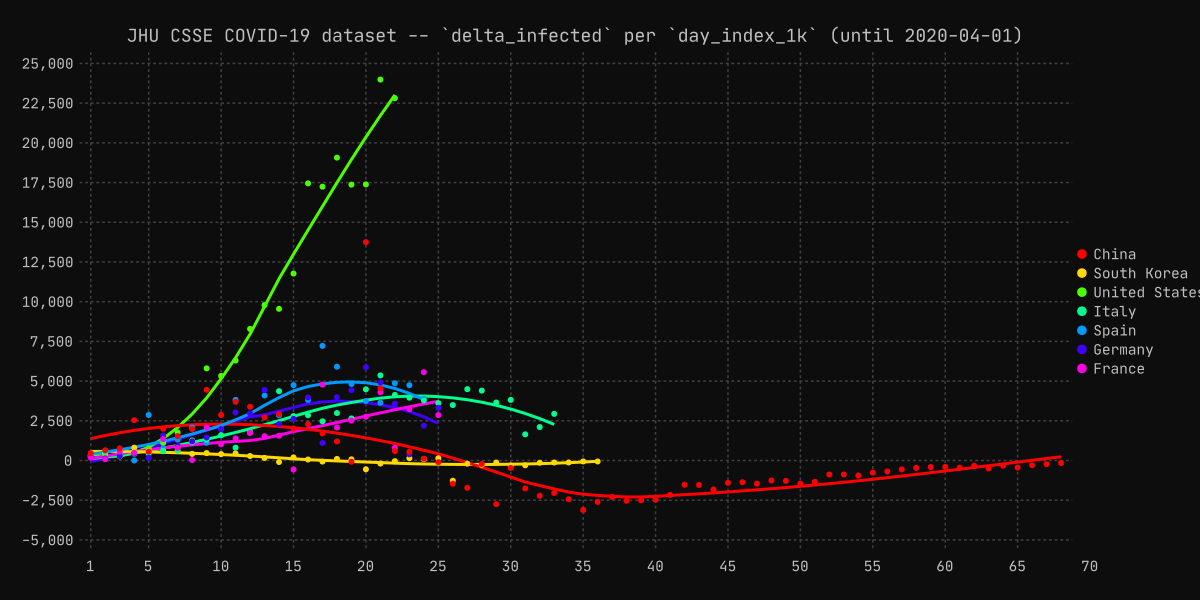 JHU CSSE COVID-19 dataset -- `delta_infected` per `day_index_1k` (until 2020-04-01)
25,000
22,500
20,000
17,500
15,000
12,500
10,000
7,500
5,000
2,500
0
−2,500
−5,000
1 5 10 15 20 25 30 35 40 45 50 55 60 65 70
China
South Korea
United States
Italy
Spain
Germany
France